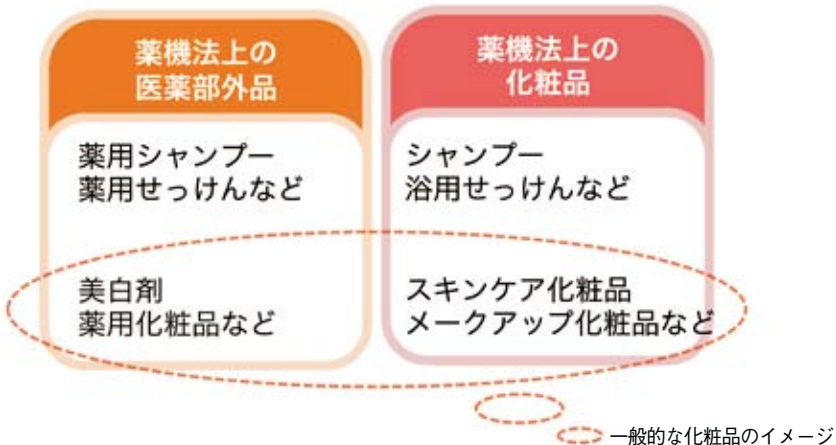 薬機法上の
医薬部外品
薬用シャンプー
薬用せっけんなど
美白剤
薬用化粧品など
薬機法上の
化粧品
シャンプー
浴用せっけんなど
スキンケア化粧品
メークアップ化粧品など
一般的な化粧品のイメージ